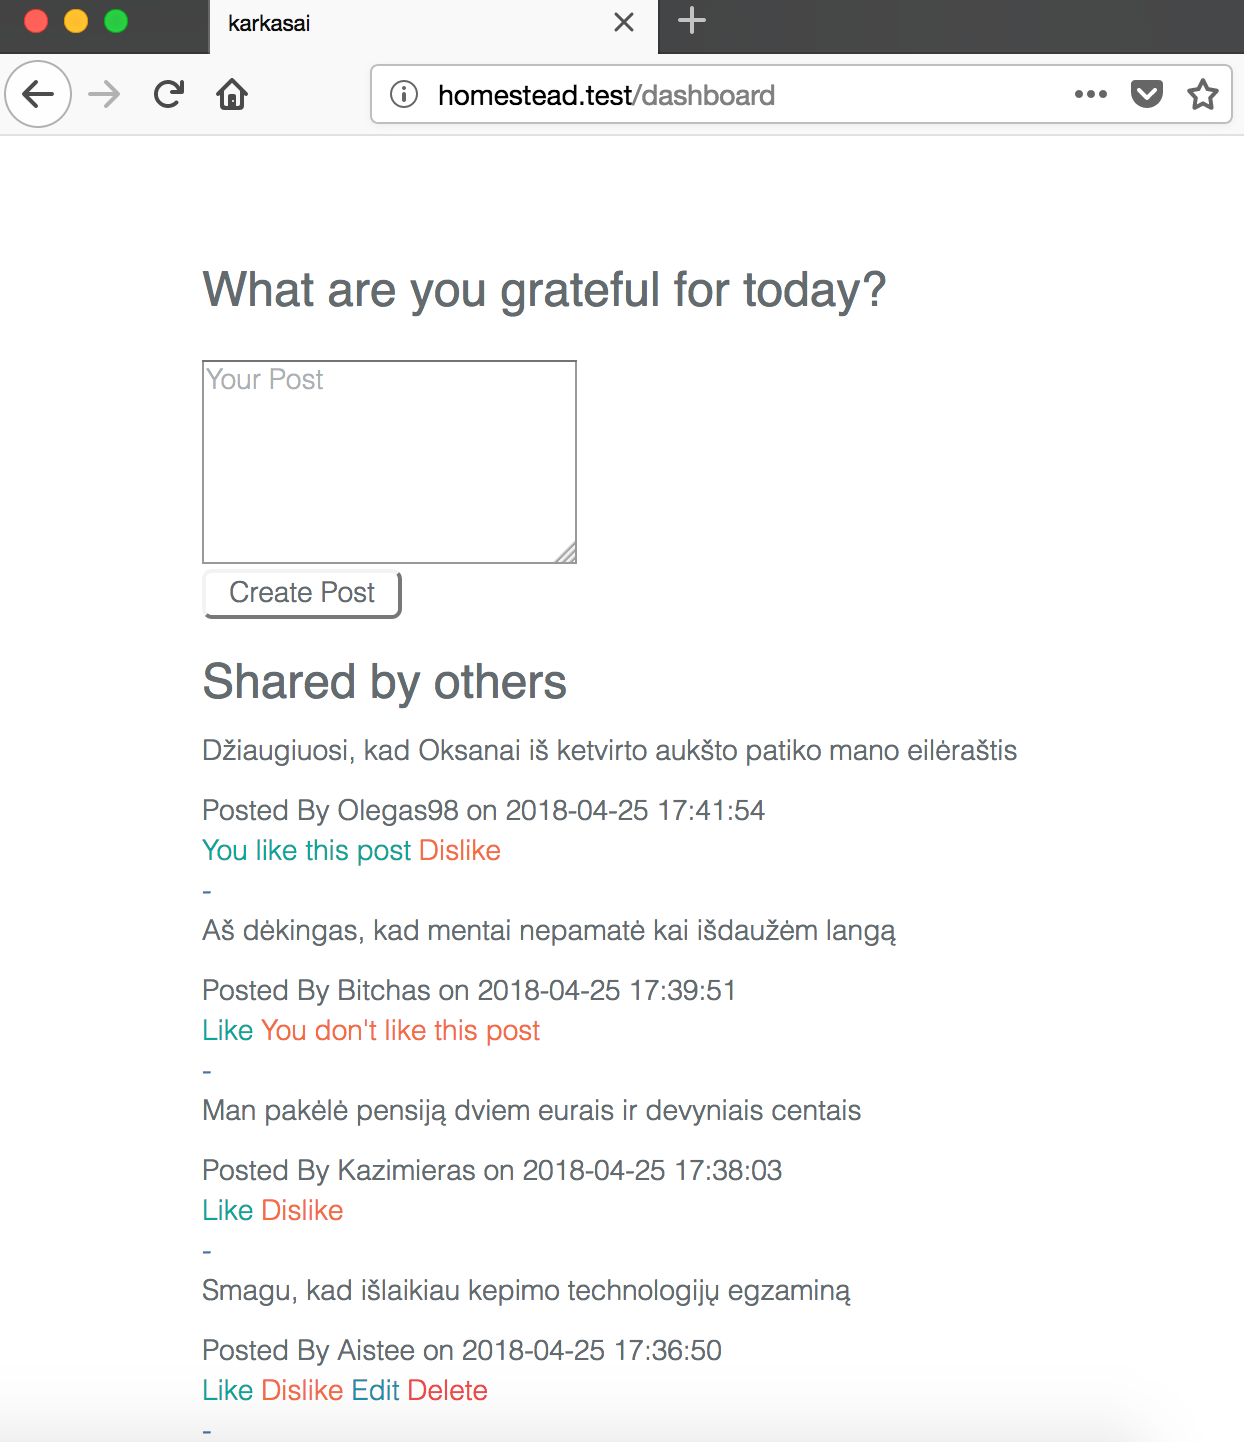 karkasai
homestead.test/dashboard
What are you grateful for today?
Your Post
Create Post
Shared by others
Džiaugiuosi, kad Oksanai iš ketvirto aukšto patiko mano eilėraštis
Posted By Olegas98 on 2018-04-25 17:41:54
You like this post Dislike
-
Aš dėkingas, kad mentai nepamatė kai išdaužėm langą
Posted By Bitchas on 2018-04-25 17:39:51
Like You don't like this post
-
Man pakėlė pensiją dviem eurais ir devyniais centais
Posted By Kazimieras on 2018-04-25 17:38:03
Like Dislike
-
Smagu, kad išlaikiau kepimo technologijų egzaminą
Posted By Aistee on 2018-04-25 17:36:50
Like Dislike Edit Delete
-